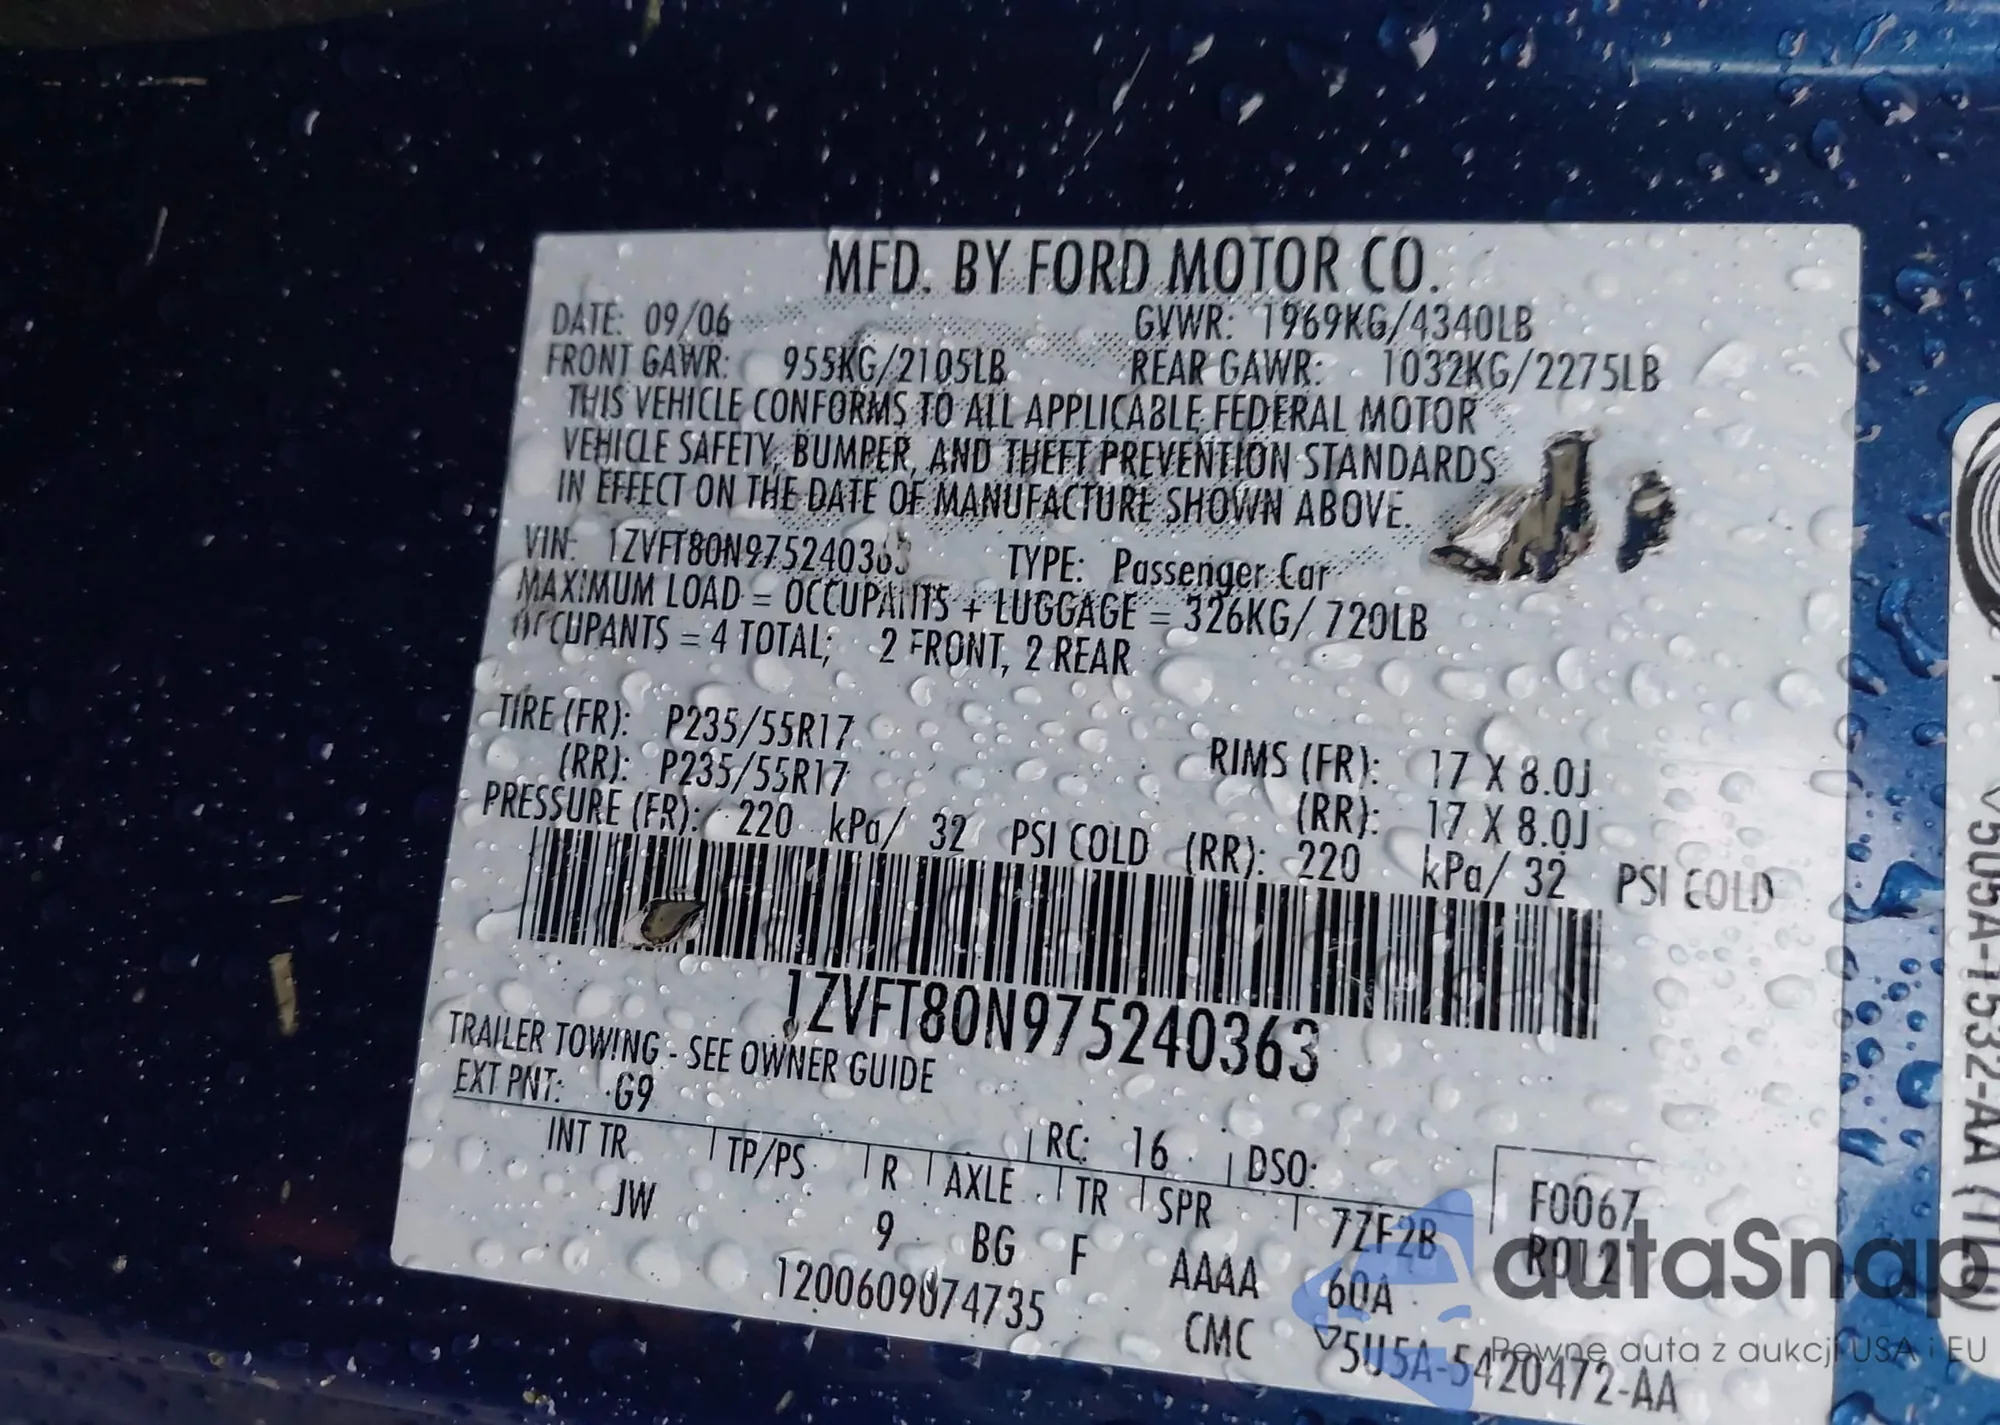 MFD. BY FORD MOTOR CO.
DATE: 09/06 GVWR: 1969KG/4340LB
FRONT GAWR: 955KG/2105LB REAR GAWR: 1032KG/2275LB
THIS VEHICLE CONFORMS TO ALL APPLICABLE FEDERAL MOTOR
VEHICLE SAFETY, BUMPER, AND THEFT PREVENTION STANDARDS
IN EFFECT ON THE DATE OF MANUFACTURE SHOWN ABOVE.
VIN: 1ZVFT80N975240363 TYPE: Passenger Car
MAXIMUM LOAD = OCCUPANTS + LUGGAGE = 326KG/ 720LB
OCCUPANTS = 4 TOTAL; 2 FRONT, 2 REAR
TIRE (FR): P235/55R17 RIMS (FR): 17 X 8.0J
(RR): P235/55R17 (RR): 17 X 8.0J
PRESSURE (FR): 220 kPa/ 32 PSI COLD (RR): 220 kPa/ 32 PSI COLD
1ZVFT80N975240363
TRAILER TOWING - SEE OWNER GUIDE
EXT PNT: G9 RC: 16 DSO: F0067
INT TR TP/PS R AXLE TR SPR 7ZF2B
JW 9 BG F AAAA 60A
1200609074735 CMC ▽5U5A-5420472-AA
<5U5A-1532-AA
autaSnap
Pewne auta z aukcji USA i EU